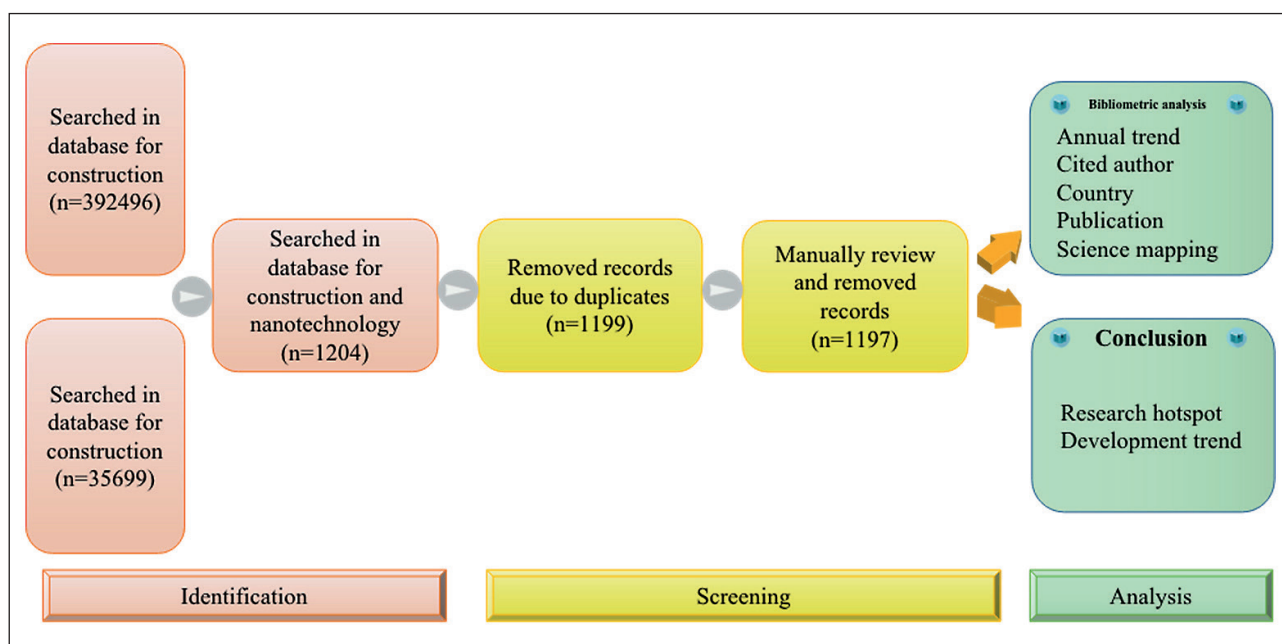 Searched in
database for
construction
(n=392496)
Searched in
database for
construction
(n=35699)
Searched in
database for
construction and
nanotechnology
(n=1204)
Removed records
due to duplicates
(n=1199)
Manually review
and removed
records
(n=1197)
Bibliometric analysis
Annual trend
Cited author
Country
Publication
Science mapping
Conclusion
Research hotspot
Development trend
Identification
Screening
Analysis